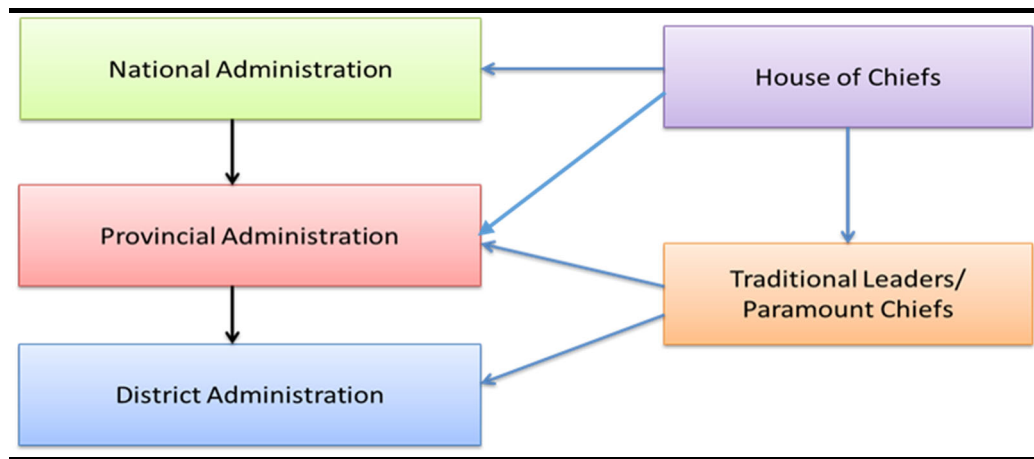 National Administration
House of Chiefs
Provincial Administration
Traditional Leaders/
Paramount Chiefs
District Administration